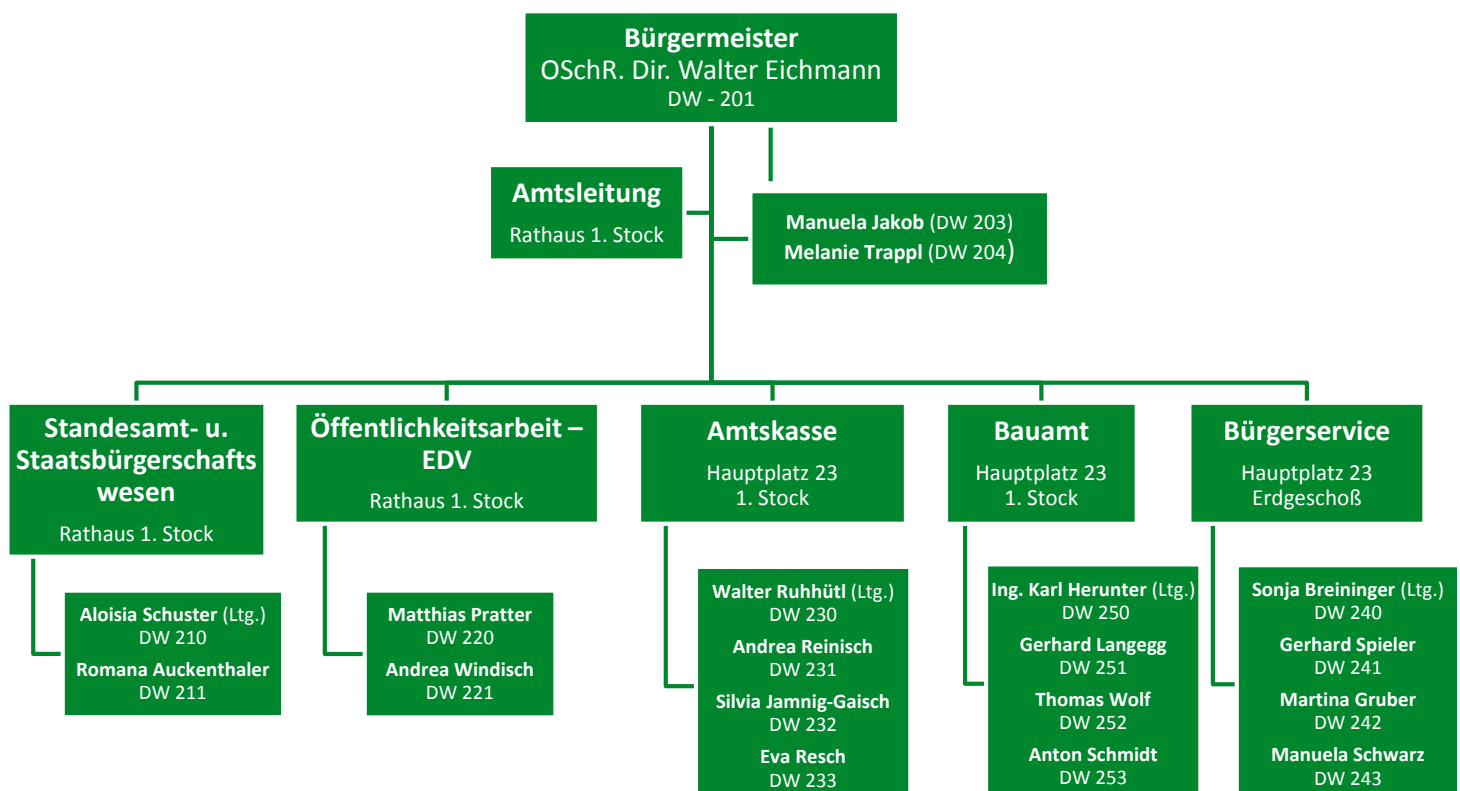 Bürgermeister
OSchR. Dir. Walter Eichmann
DW - 201
Amtsleitung
Rathaus 1. Stock
Manuela Jakob (DW 203)
Melanie Trappl (DW 204)
Standesamt- u.
Staatsbürgerschafts
wesen
Rathaus 1. Stock
Öffentlichkeitsarbeit –
EDV
Rathaus 1. Stock
Amtskasse
Hauptplatz 23
1. Stock
Bauamt
Hauptplatz 23
1. Stock
Bürgerservice
Hauptplatz 23
Erdgeschoß
Aloisia Schuster (Ltg.)
DW 210
Romana Auckenthaler
DW 211
Matthias Pratter
DW 220
Andrea Windisch
DW 221
Walter Ruhhütl (Ltg.)
DW 230
Andrea Reinisch
DW 231
Silvia Jamnig-Gaisch
DW 232
Eva Resch
DW 233
Ing. Karl Herunter (Ltg.)
DW 250
Gerhard Langegg
DW 251
Thomas Wolf
DW 252
Anton Schmidt
DW 253
Sonja Breininger (Ltg.)
DW 240
Gerhard Spieler
DW 241
Martina Gruber
DW 242
Manuela Schwarz
DW 243